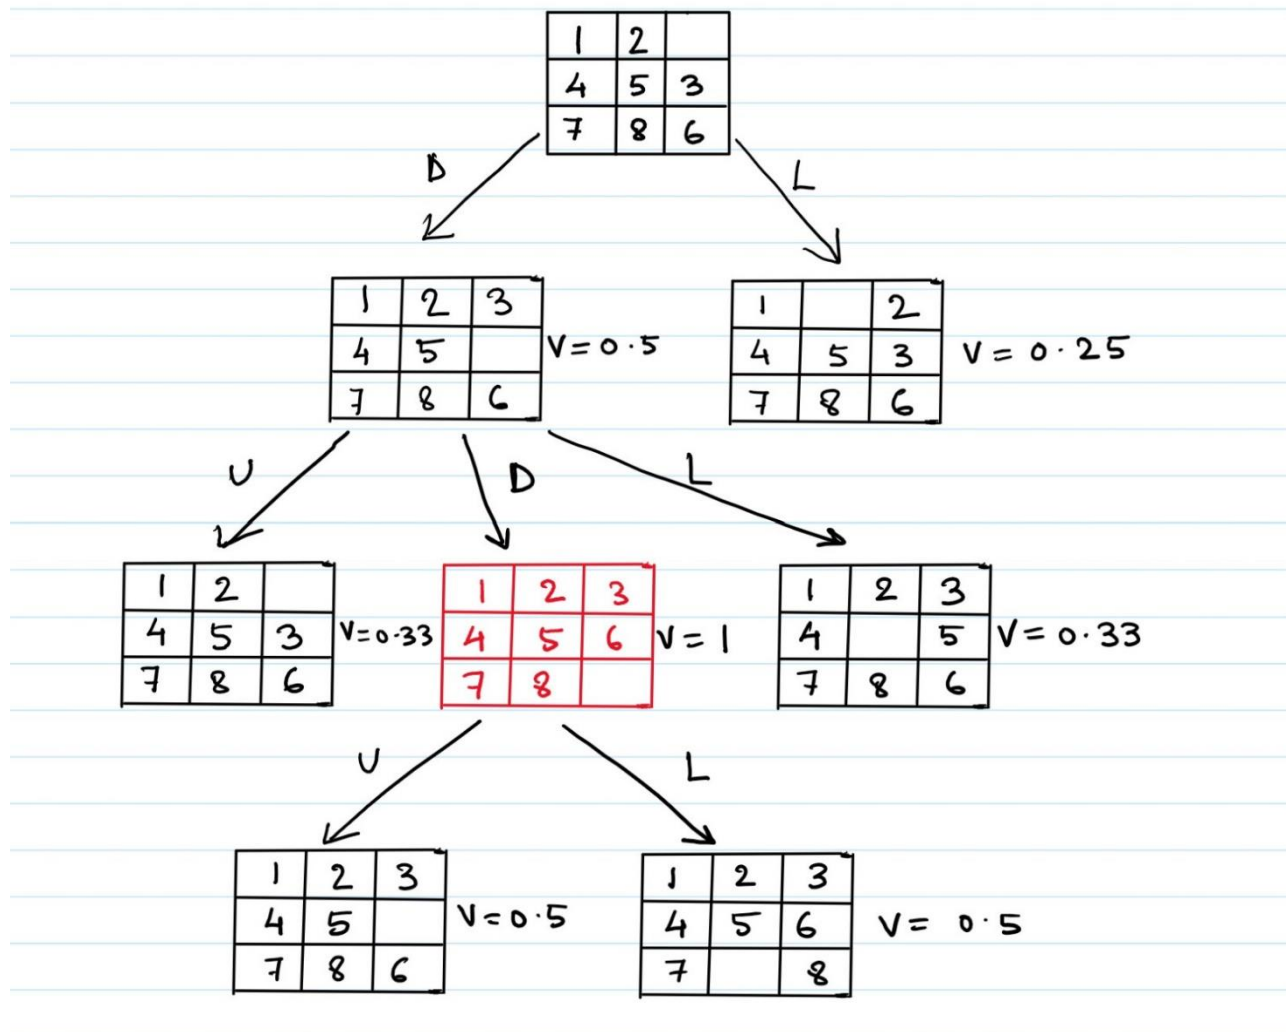 1 2
4 5 3
7 8 6
D L
1 2 3
4 5
7 8 6
V = 0.5
1 2
4 5 3
7 8 6
V = 0.25
U D L
1 2
4 5 3
7 8 6
V = 0.33
1 2 3
4 5 6
7 8
V = 1
1 2 3
4 5
7 8 6
V = 0.33
U L
1 2 3
4 5
7 8 6
V = 0.5
1 2 3
4 5 6
7 8
V = 0.5